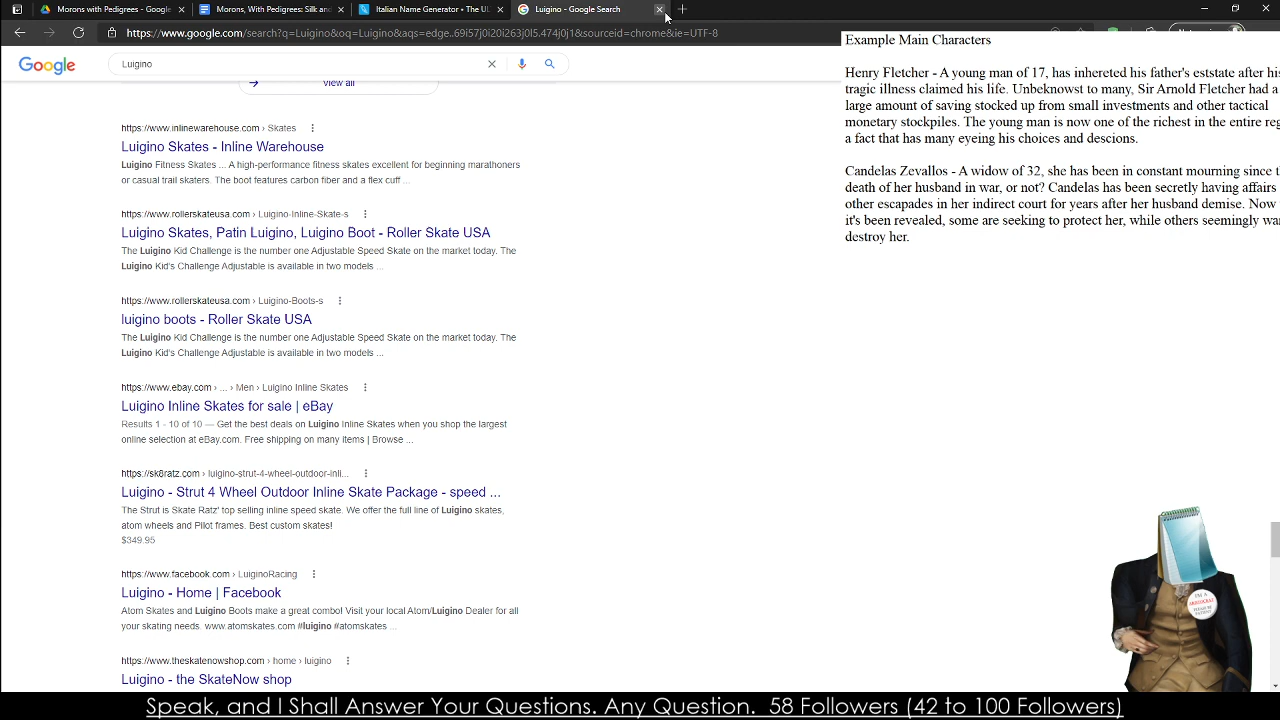 Morons with Pedigrees - Google
Morons, With Pedigrees: Silk and
Italian Name Generator • The UL
Luigino - Google Search
https://www.google.com/search?q=Luigino&oq=Luigino&aqs=edge..69i57j0i20i263j0l5.474j0j1&sourceid=chrome&ie=UTF-8
Google
Luigino
View all
https://www.inlinewarehouse.com › Skates
Luigino Skates - Inline Warehouse
Luigino Fitness Skates ... A high-performance fitness skates excellent for beginning marathoners
or casual trail skaters. The boot features carbon fiber and a flex cuff ...
https://www.rollerskateusa.com › Luigino-Inline-Skate-s
Luigino Skates, Patin Luigino, Luigino Boot - Roller Skate USA
The Luigino Kid Challenge is the number one Adjustable Speed Skate on the market today. The
Luigino Kid's Challenge Adjustable is available in two models ...
https://www.rollerskateusa.com › Luigino-Boots-s
luigino boots - Roller Skate USA
The Luigino Kid Challenge is the number one Adjustable Speed Skate on the market today. The
Luigino Kid's Challenge Adjustable is available in two models ...
https://www.ebay.com › ... › Men › Luigino Inline Skates
Luigino Inline Skates for sale | eBay
Results 1 - 10 of 10 — Get the best deals on Luigino Inline Skates when you shop the largest
online selection at eBay.com. Free shipping on many items | Browse ...
https://sk8ratz.com › luigino-strut-4-wheel-outdoor-inli...
Luigino - Strut 4 Wheel Outdoor Inline Skate Package - speed ...
The Strut is Skate Ratz' top selling inline speed skate. We offer the full line of Luigino skates,
atom wheels and Pilot frames. Best custom skates!
$349.95
https://www.facebook.com › LuiginoRacing
Luigino - Home | Facebook
Atom Skates and Luigino Boots make a great combo! Visit your local Atom/Luigino Dealer for all
your skating needs. www.atomskates.com #luigino #atomskates ...
https://www.theskatenowshop.com › home › luigino
Luigino - the SkateNow shop
Example Main Characters
Henry Fletcher - A young man of 17, has inhereted his father's eststate after his
tragic illness claimed his life. Unbeknowst to many, Sir Arnold Fletcher had a
large amount of saving stocked up from small investments and other tactical
monetary stockpiles. The young man is now one of the richest in the entire reg
a fact that has many eyeing his choices and descions.
Candelas Zevallos - A widow of 32, she has been in constant mourning since t
death of her husband in war, or not? Candelas has been secretly having affairs
other escapades in her indirect court for years after her husband demise. Now
it's been revealed, some are seeking to protect her, while others seemingly wa
destroy her.
I'M A
ARISTOCRAT
PLEASE BE
PATIENT
Speak, and I Shall Answer Your Questions. Any Question. 58 Followers (42 to 100 Followers)